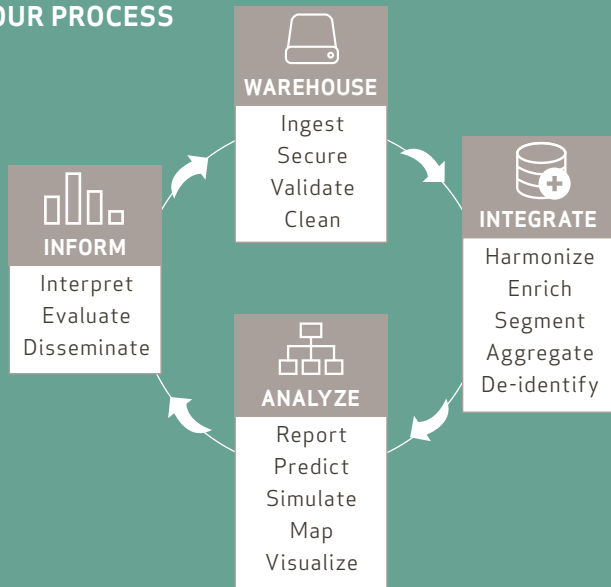 OUR PROCESS
WAREHOUSE
Ingest
Secure
Validate
Clean
INTEGRATE
Harmonize
Enrich
Segment
Aggregate
De-identify
ANALYZE
Report
Predict
Simulate
Map
Visualize
INFORM
Interpret
Evaluate
Disseminate